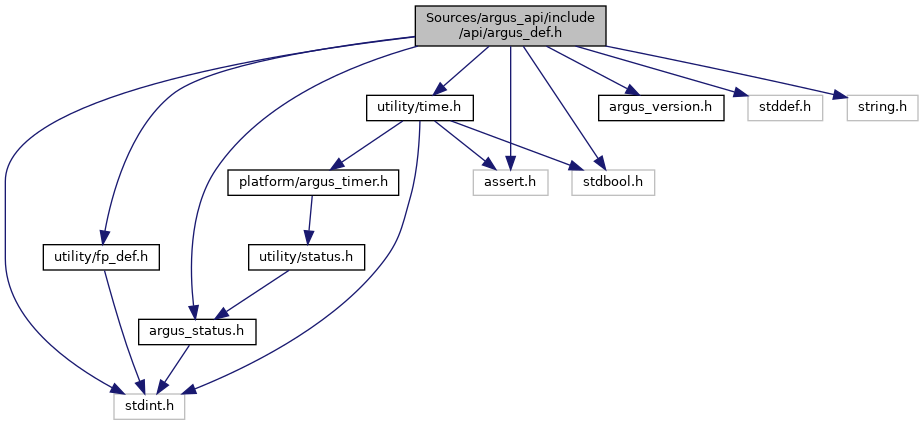 Sources/argus_api/include
/api/argus_def.h
utility/time.h
argus_version.h
stddef.h
string.h
platform/argus_timer.h
assert.h
stdbool.h
utility/fp_def.h
utility/status.h
argus_status.h
stdint.h